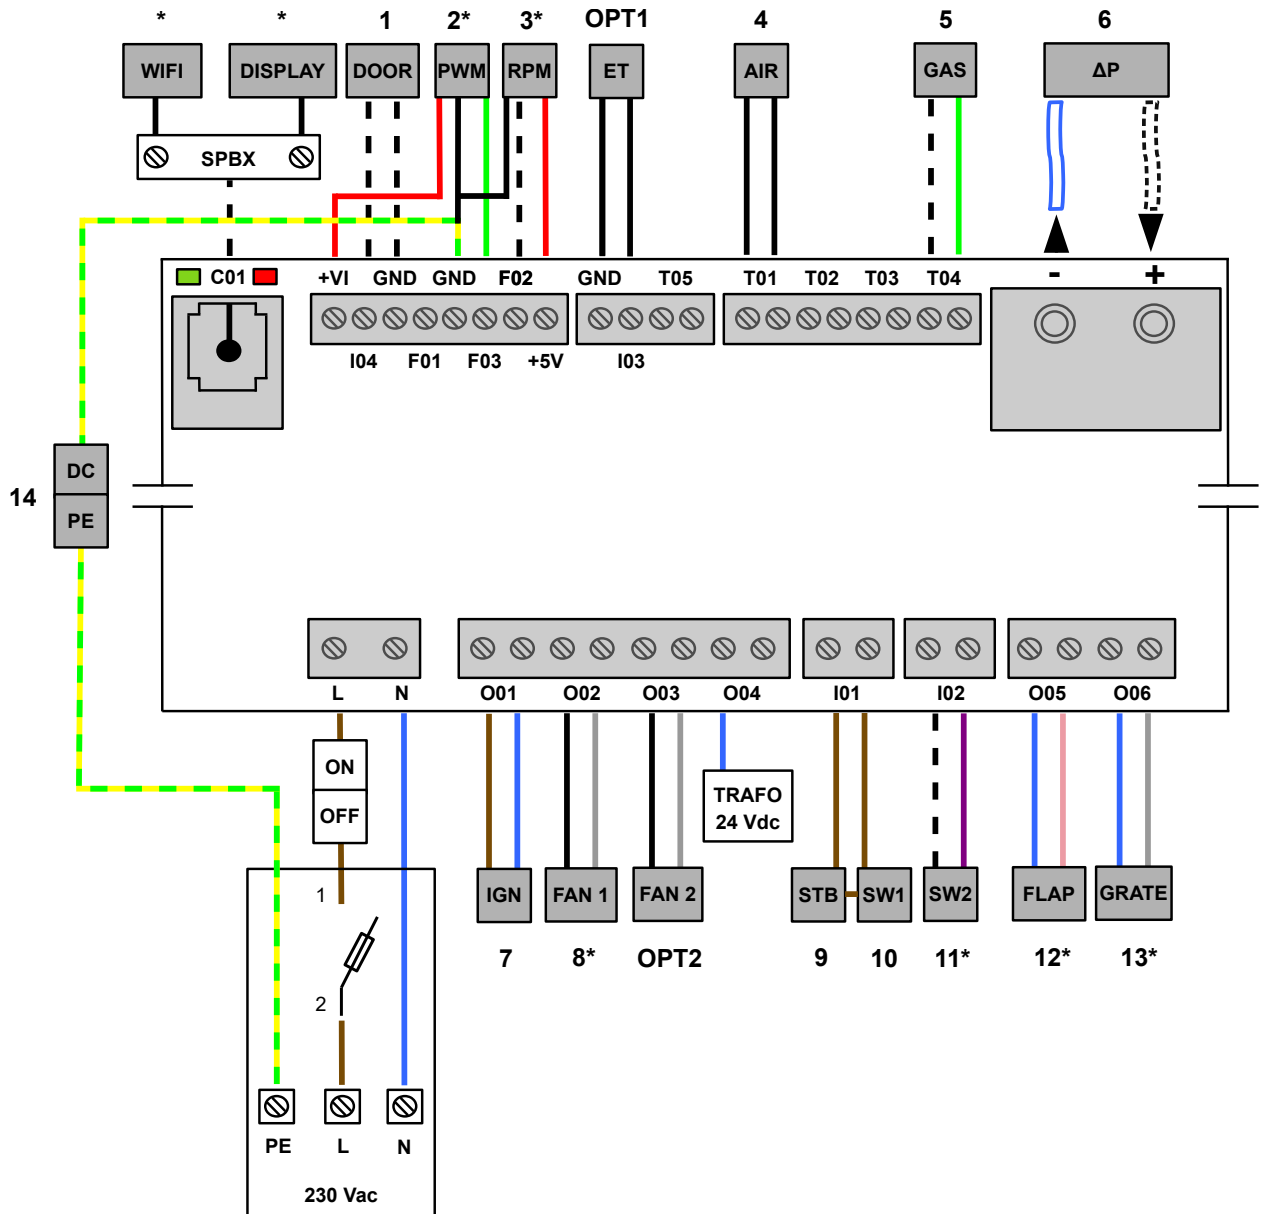 * * 1 2* 3* OPT1 4 5 6
WIFI DISPLAY DOOR PWM RPM ET AIR GAS ΔP
SPBX
C01 +VI GND GND F02 GND T05 T01 T02 T03 T04 - +
I04 F01 F03 +5V I03
DC
14
PE
L N O01 O02 O03 O04 I01 I02 O05 O06
ON
OFF
TRAFO
24 Vdc
1
IGN FAN 1 FAN 2 STB SW1 SW2 FLAP GRATE
7 8* OPT2 9 10 11* 12* 13*
2
PE L N
230 Vac